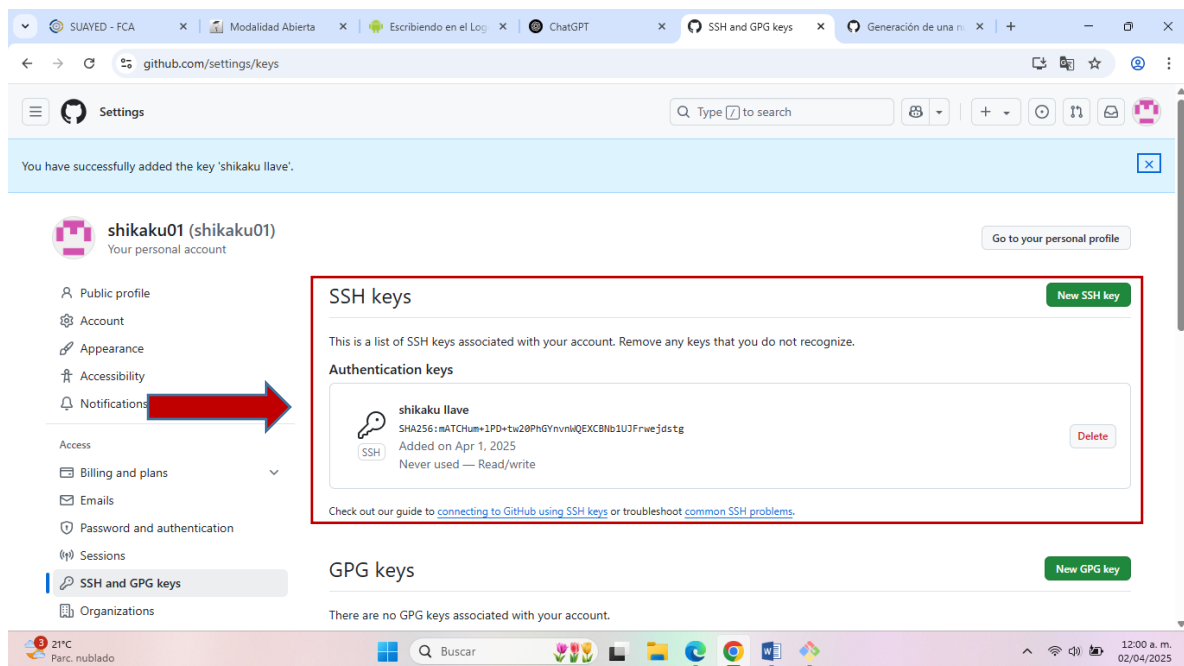 SUAYED - FCA
Modalidad Abierta
Escribiendo en el Log
ChatGPT
SSH and GPG keys
Generación de una nu
github.com/settings/keys
Settings
Type / to search
You have successfully added the key 'shikaku llave'.
shikaku01 (shikaku01)
Your personal account
Go to your personal profile
Public profile
Account
Appearance
Accessibility
Notifications
Access
Billing and plans
Emails
Password and authentication
Sessions
SSH and GPG keys
Organizations
SSH keys
New SSH key
This is a list of SSH keys associated with your account. Remove any keys that you do not recognize.
Authentication keys
shikaku llave
SHA256:mATCHum+lPD+tw20PhGYnvnWQEXCBNb1UJFrwejdstg
SSH
Added on Apr 1, 2025
Never used — Read/write
Delete
Check out our guide to connecting to GitHub using SSH keys or troubleshoot common SSH problems.
GPG keys
New GPG key
There are no GPG keys associated with your account.
3
21°C
Parc. nublado
Buscar
12:00 a. m.
02/04/2025